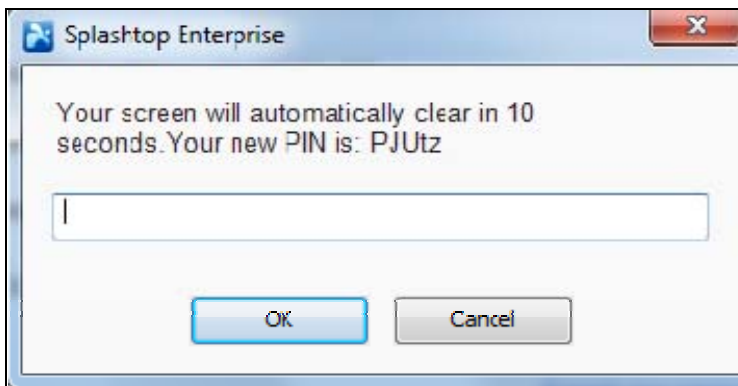 Splashtop Enterprise
Your screen will automatically clear in 10
seconds.Your new PIN is: PJUtz
OK
Cancel